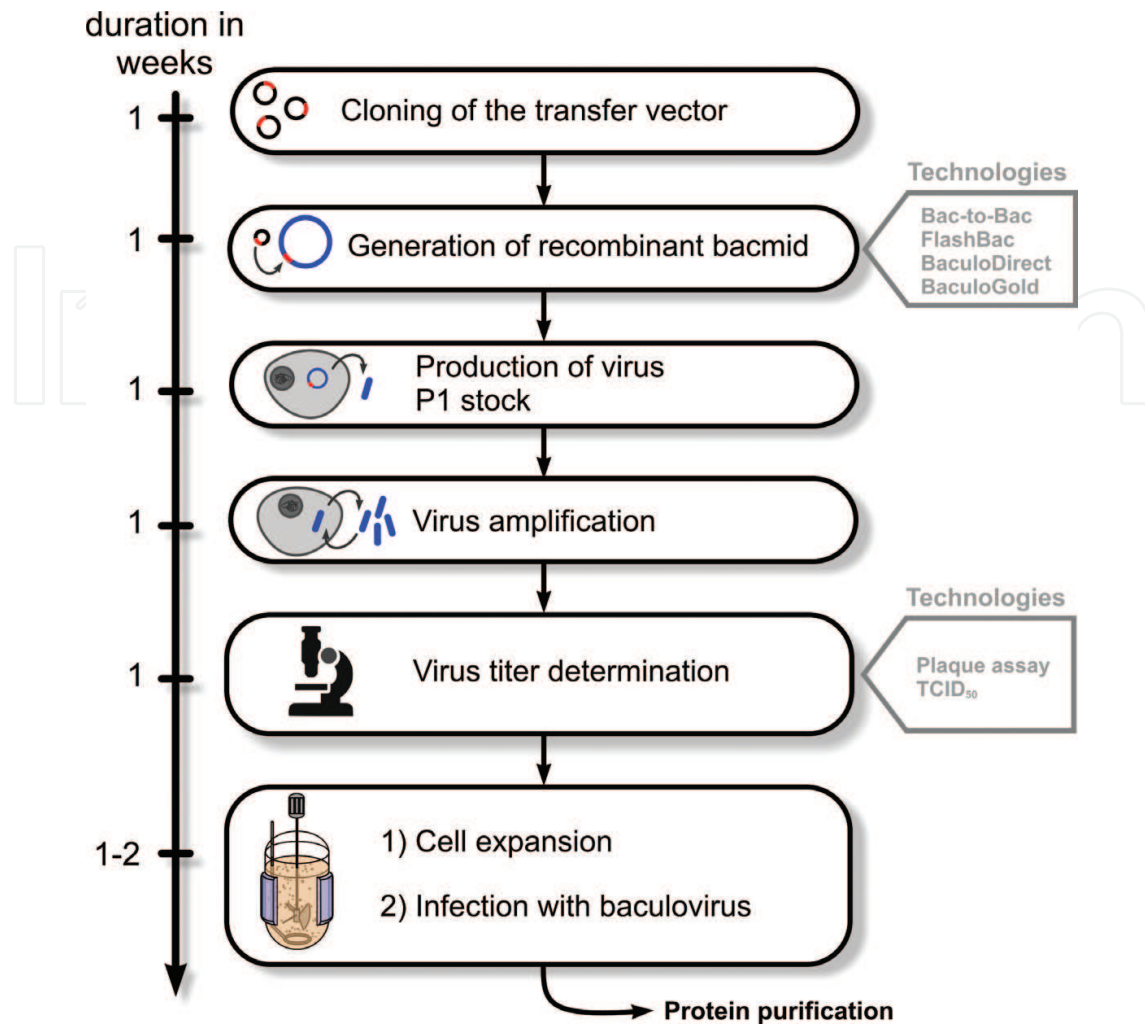 duration in
weeks
1
Cloning of the transfer vector
Technologies
Bac-to-Bac
FlashBac
BaculoDirect
BaculoGold
1
Generation of recombinant bacmid
1
Production of virus
P1 stock
1
Virus amplification
Technologies
Plaque assay
TCID₅₀
1
Virus titer determination
1-2
1) Cell expansion
2) Infection with baculovirus
Protein purification